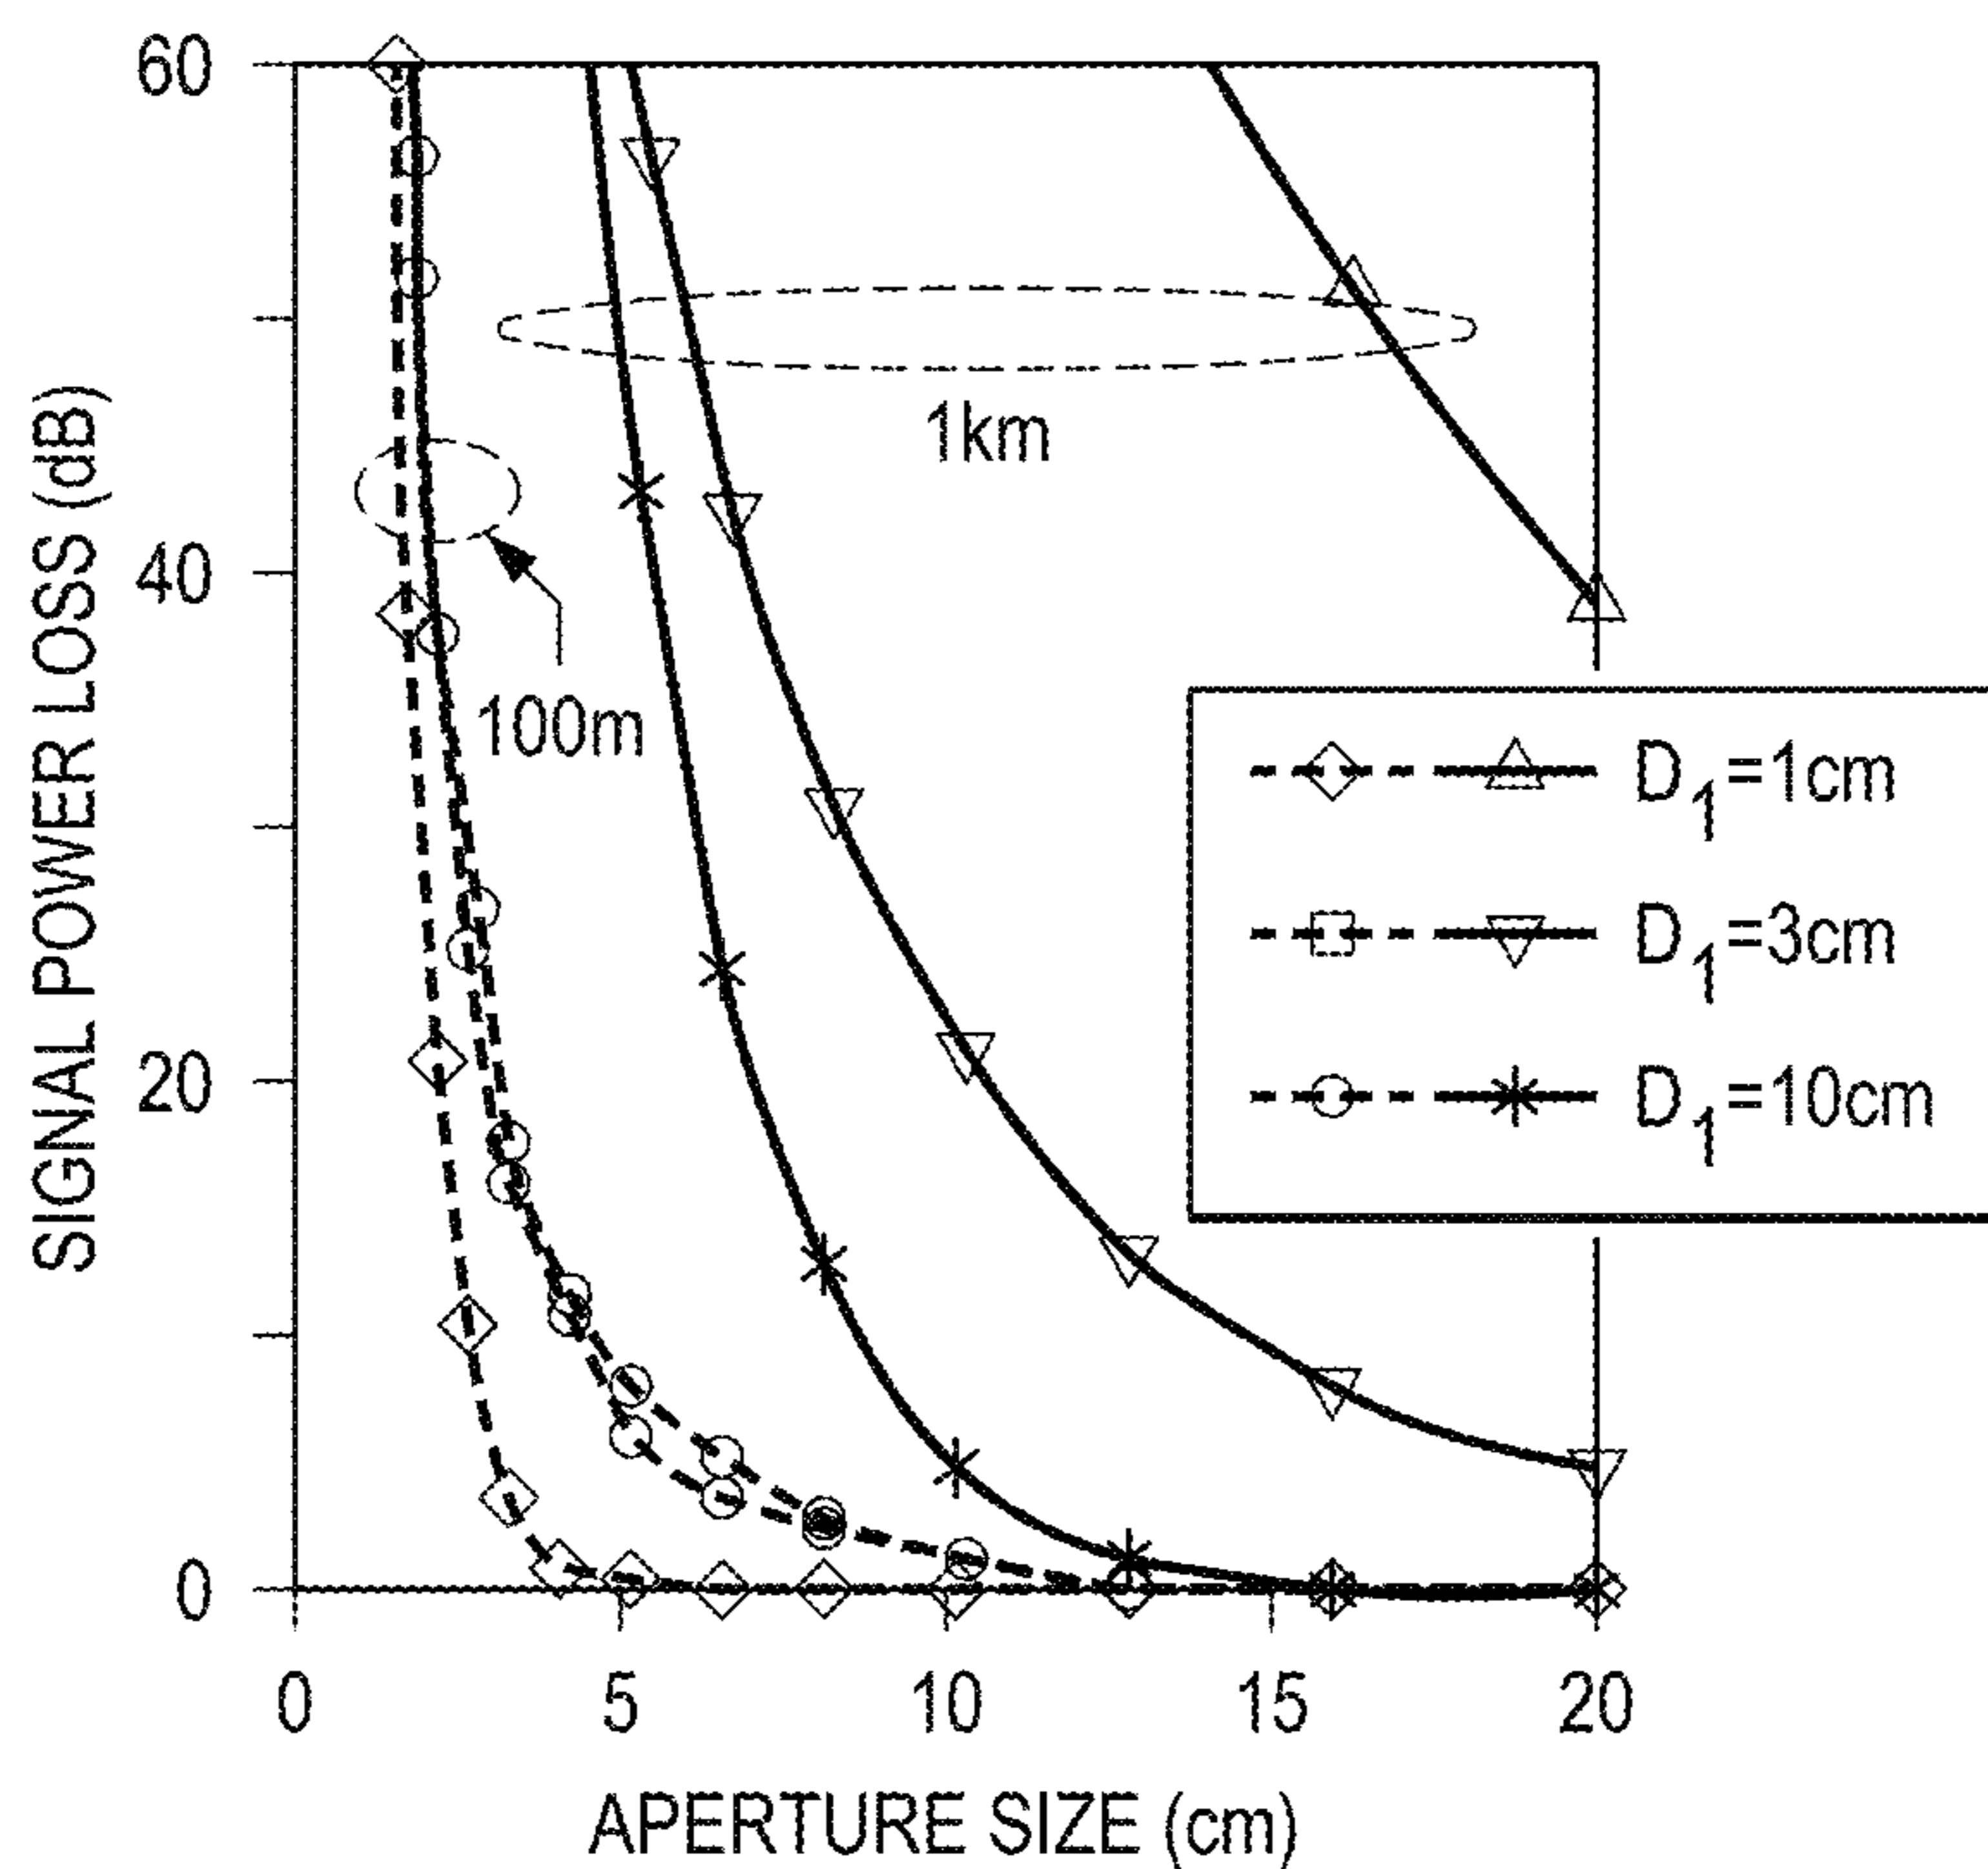 SIGNAL POWER LOSS (dB)
60
40
20
0
1km
100m
D1=1cm
D1=3cm
D1=10cm
0 5 10 15 20
APERTURE SIZE (cm)